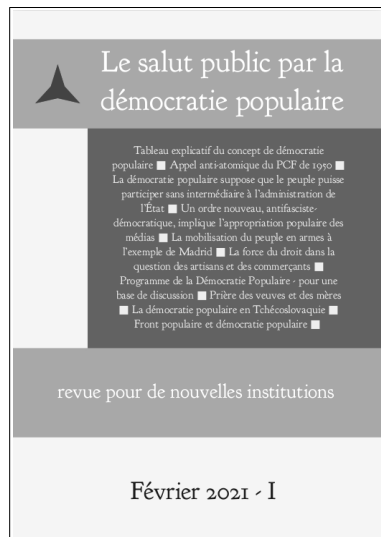 Le salut public par la
démocratie populaire
Tableau explicatif du concept de démocratie
populaire ■ Appel anti-atomique du PCF de 1950 ■
La démocratie populaire suppose que le peuple puisse
participer sans intermédiaire à l'administration de
l'État ■ Un ordre nouveau, antifasciste-
démocratique, implique l'appropriation populaire des
médias ■ La mobilisation du peuple en armes à
l'exemple de Madrid ■ La force du droit dans la
question des artisans et des commerçants ■
Programme de la Démocratie Populaire - pour une
base de discussion ■ Prière des veuves et des mères
■ La démocratie populaire en Tchécoslovaquie ■
Front populaire et démocratie populaire ■
revue pour de nouvelles institutions
Février 2021 - I